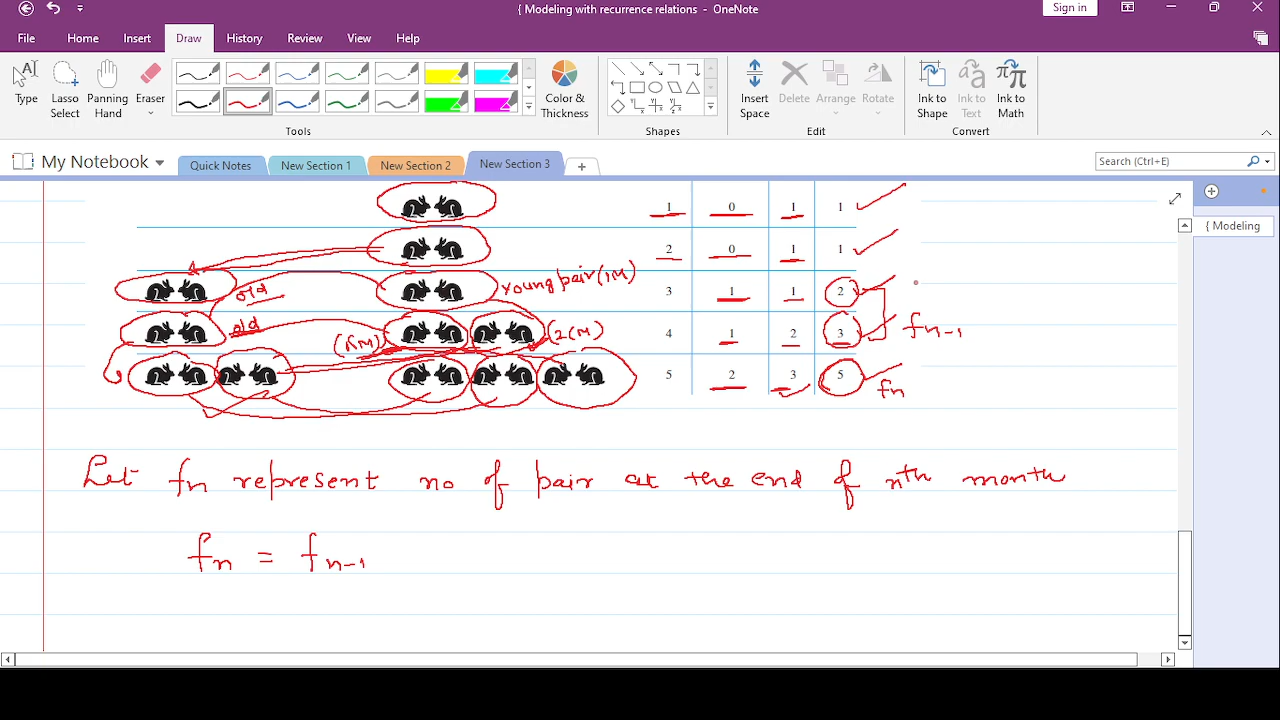 { Modeling with recurrence relations - OneNote
Sign in
File Home Insert Draw History Review View Help
Type
Lasso Select
Panning Hand
Eraser
Color & Thickness
Insert Space
Delete
Arrange
Rotate
Ink to Shape
Ink to Text
Ink to Math
Tools
Shapes
Edit
Convert
My Notebook
Quick Notes
New Section 1
New Section 2
New Section 3
Search (Ctrl+E)
{ Modeling
1 0 1 1
2 0 1 1
old young pair (1M) 3 1 1 2
old (1M) (2M) 4 1 2 3 fn-1
5 2 3 5 fn
Let fn represent no of pair at the end of nth month
fn = fn-1